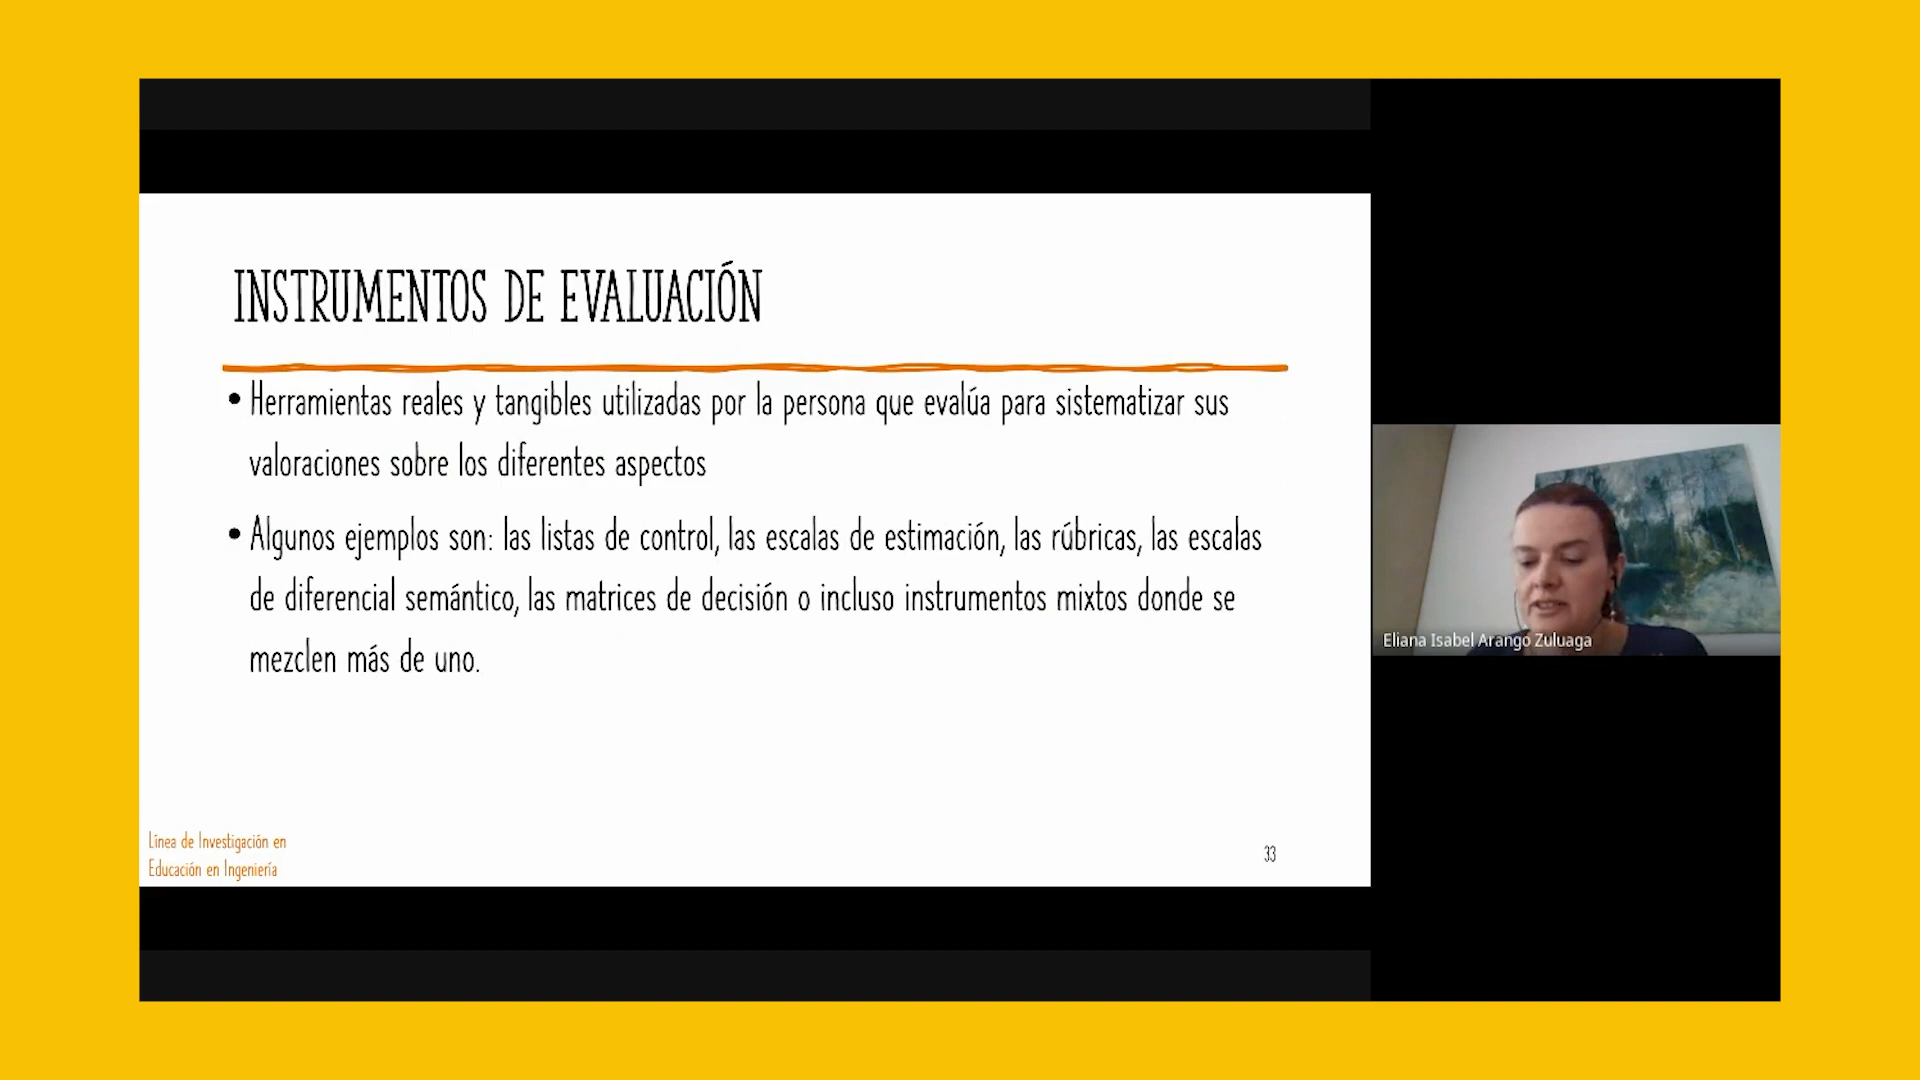 INSTRUMENTOS DE EVALUACIÓN
• Herramientas reales y tangibles utilizadas por la persona que evalúa para sistematizar sus
valoraciones sobre los diferentes aspectos
• Algunos ejemplos son: las listas de control, las escalas de estimación, las rúbricas, las escalas
de diferencial semántico, las matrices de decisión o incluso instrumentos mixtos donde se
mezclen más de uno.
Línea de Investigación en
Educación en Ingeniería
33
Eliana Isabel Arango Zuluaga